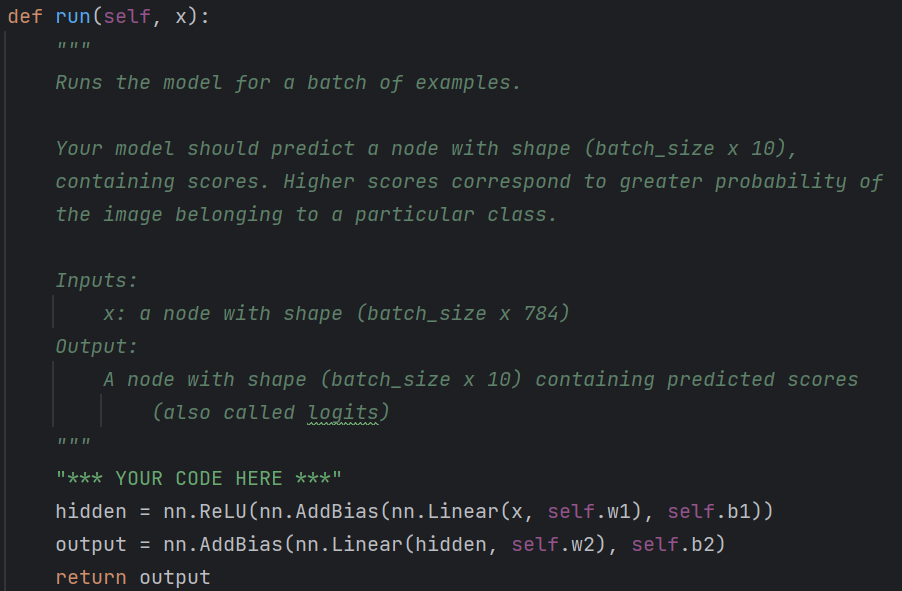 def run(self, x):
"""
Runs the model for a batch of examples.
Your model should predict a node with shape (batch_size x 10),
containing scores. Higher scores correspond to greater probability of
the image belonging to a particular class.
Inputs:
x: a node with shape (batch_size x 784)
Output:
A node with shape (batch_size x 10) containing predicted scores
(also called logits)
"""
"*** YOUR CODE HERE ***"
hidden = nn.ReLU(nn.AddBias(nn.Linear(x, self.w1), self.b1))
output = nn.AddBias(nn.Linear(hidden, self.w2), self.b2)
return output